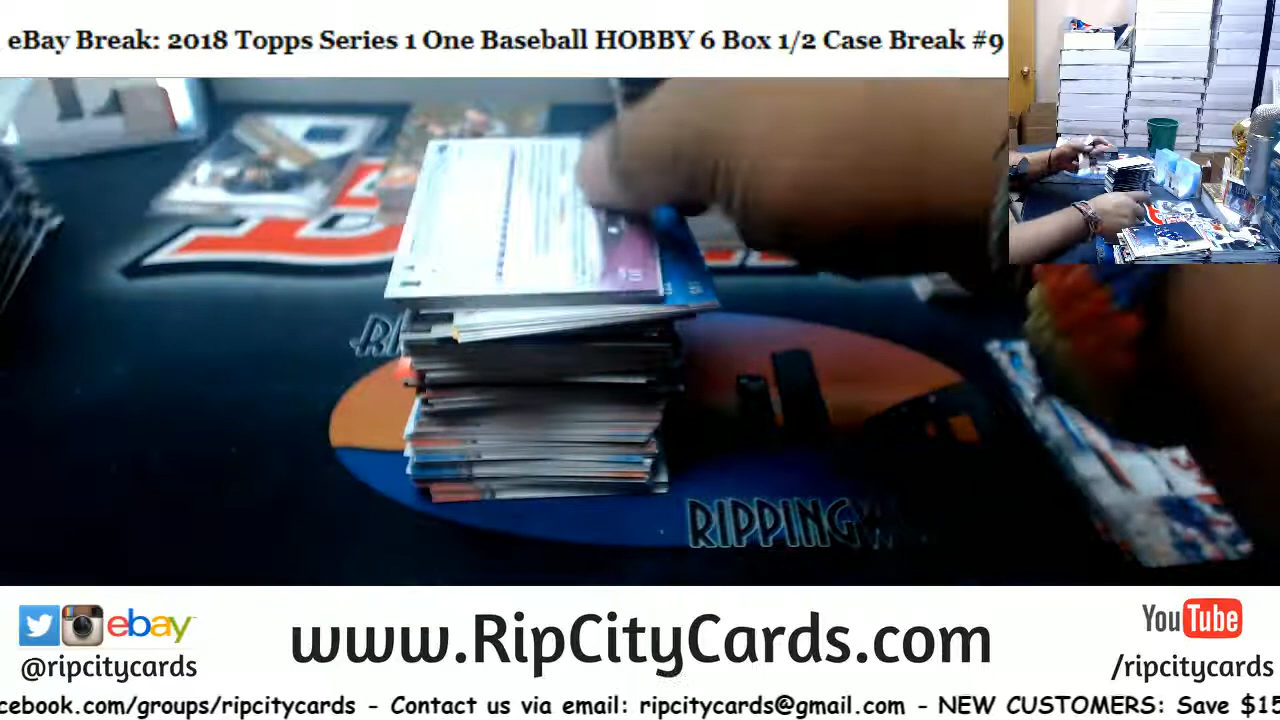 eBay Break: 2018 Topps Series 1 One Baseball HOBBY 6 Box 1/2 Case Break #9
RIPPING
ebay
www.RipCityCards.com
YouTube
@ripcitycards
/ripcitycards
cebook.com/groups/ripcitycards - Contact us via email: ripcitycards@gmail.com - NEW CUSTOMERS: Save $15